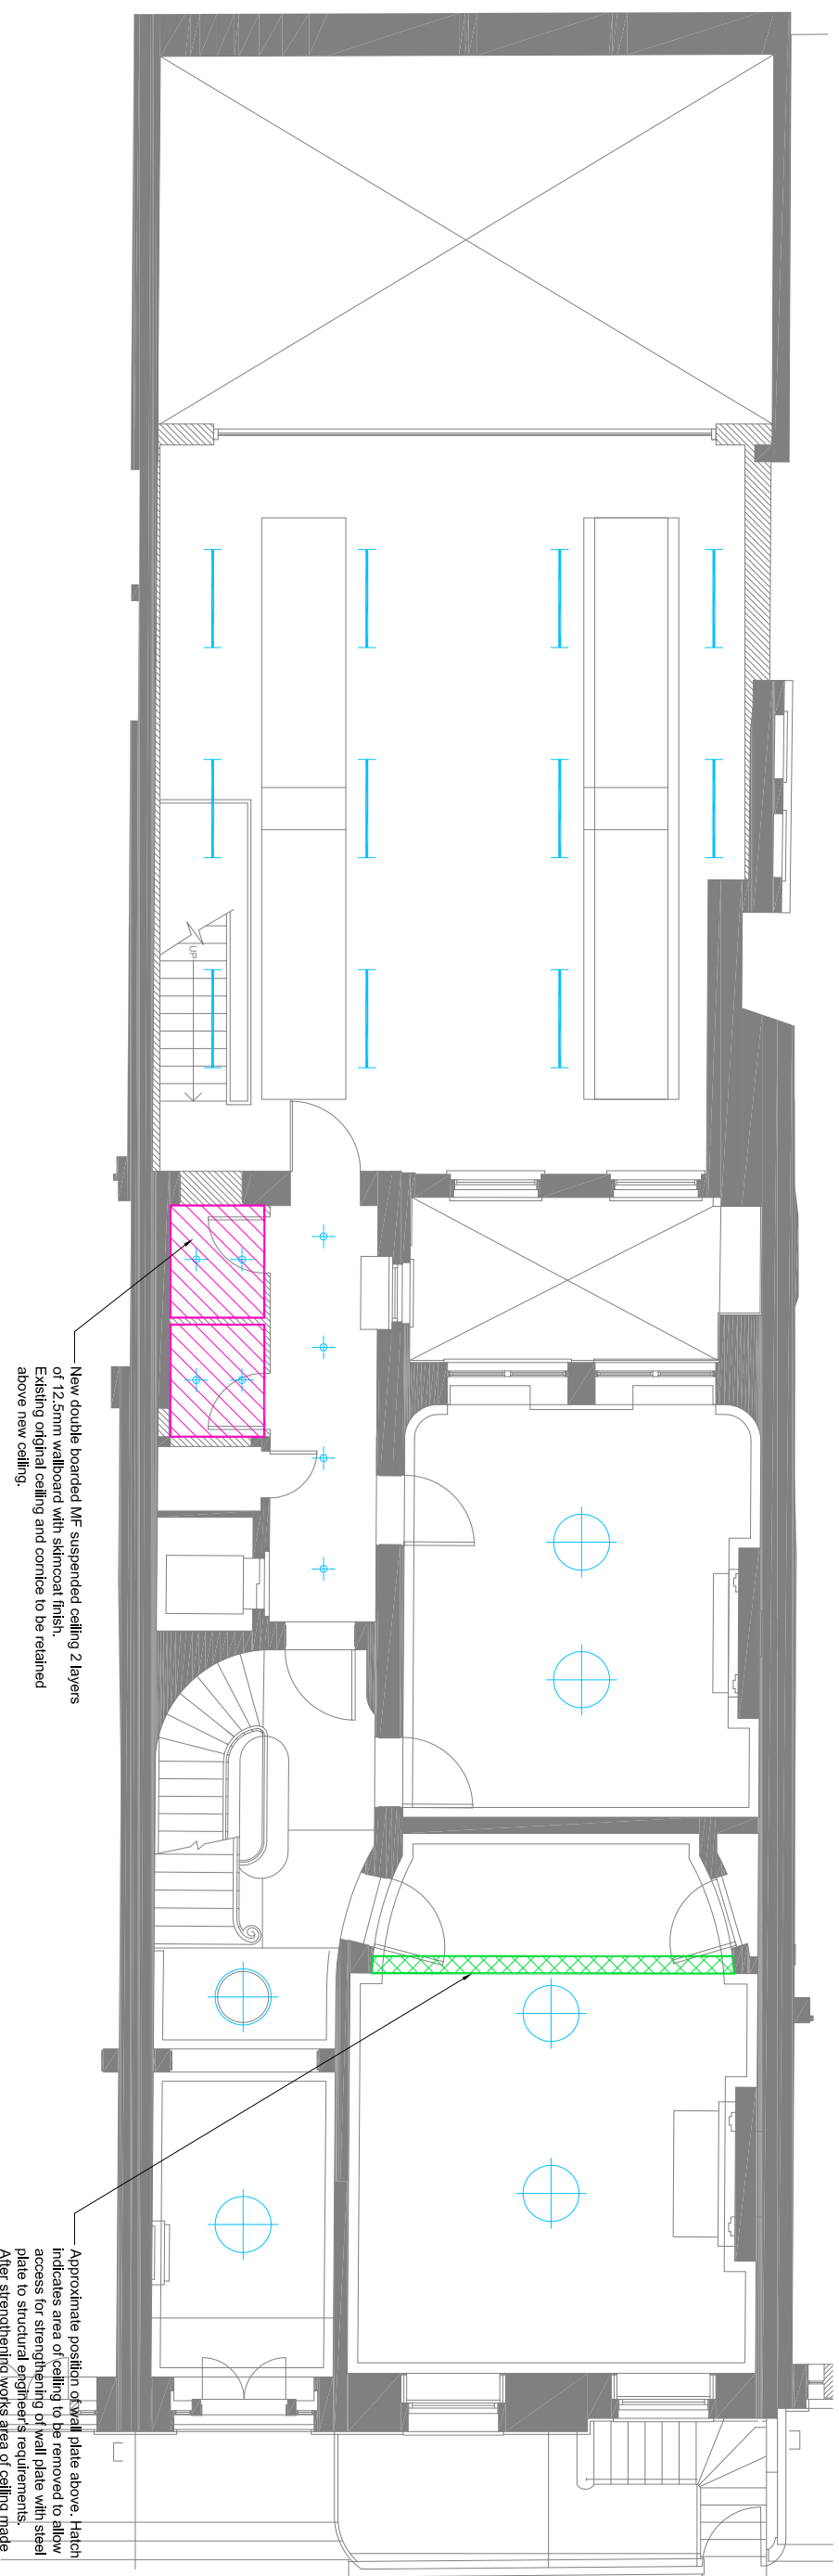 UP
New double boarded MF suspended ceiling 2 layers
of 12.5mm wallboard with skimcoat finish.
Existing original ceiling and cornice to be retained
above new ceiling.
Approximate position of wall plate above. Hatch
indicates area of ceiling to be removed to allow
access for strengthening of wall plate with steel
plate to structural engineer's requirements.
After strengthening works area of ceiling made